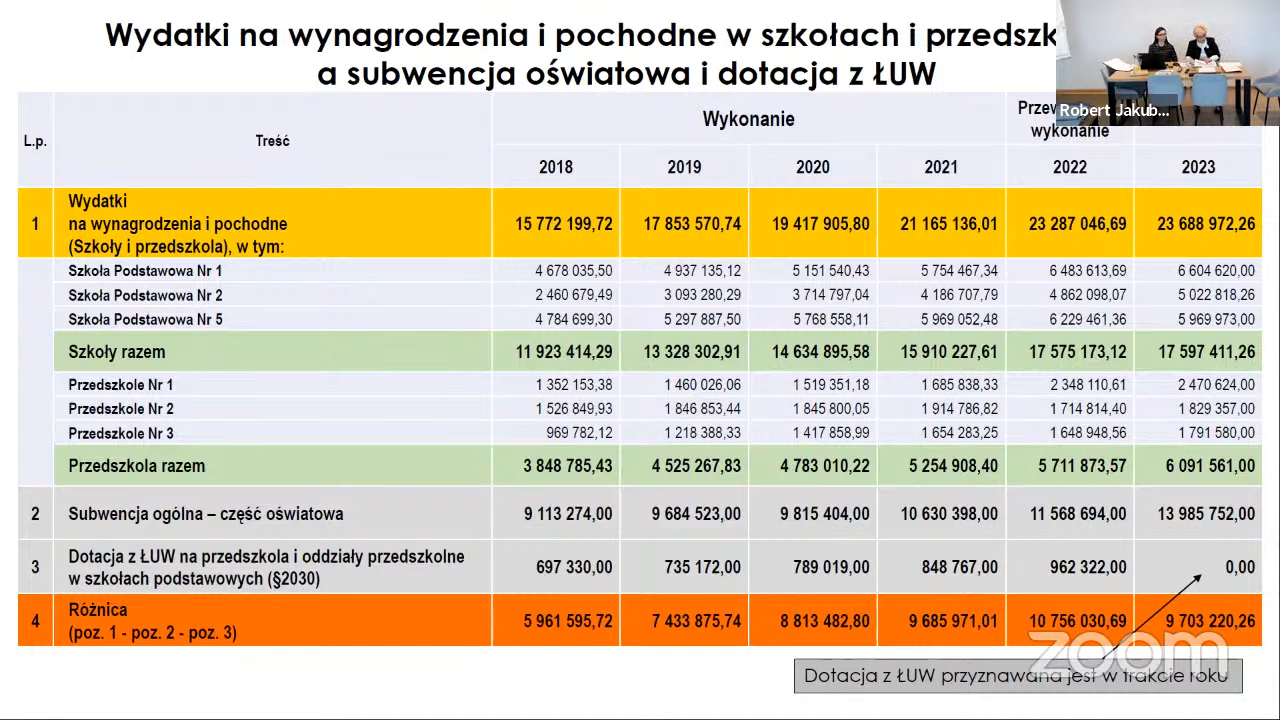 Wydatki na wynagrodzenia i pochodne w szkołach i
a subwencja oświatowa i dotacja z ŁUW
Robert Jakub...
L.p. Treść Wykonanie wykonanie
2018 2019 2020 2021 2022 2023
1 Wydatki
na wynagrodzenia i pochodne 15 772 199,72 17 853 570,74 19 417 905,80 21 165 136,01 23 287 046,69 23 688 972,26
(Szkoły i przedszkola), w tym:
Szkoła Podstawowa Nr 1 4 678 035,50 4 937 135,12 5 151 540,43 5 754 467,34 6 483 613,69 6 604 620,00
Szkoła Podstawowa Nr 2 2 460 679,49 3 093 280,29 3 714 797,04 4 186 707,79 4 862 098,07 5 022 818,26
Szkoła Podstawowa Nr 5 4 784 699,30 5 297 887,50 5 768 558,11 5 969 052,48 6 229 461,36 5 969 973,00
Szkoły razem 11 923 414,29 13 328 302,91 14 634 895,58 15 910 227,61 17 575 173,12 17 597 411,26
Przedszkole Nr 1 1 352 153,38 1 460 026,06 1 519 351,18 1 685 838,33 2 348 110,61 2 470 624,00
Przedszkole Nr 2 1 526 849,93 1 846 853,44 1 845 800,05 1 914 786,82 1 714 814,40 1 829 357,00
Przedszkole Nr 3 969 782,12 1 218 388,33 1 417 858,99 1 654 283,25 1 648 948,56 1 791 580,00
Przedszkola razem 3 848 785,43 4 525 267,83 4 783 010,22 5 254 908,40 5 711 873,57 6 091 561,00
2 Subwencja ogólna – część oświatowa 9 113 274,00 9 684 523,00 9 815 404,00 10 630 398,00 11 568 694,00 13 985 752,00
3 Dotacja z ŁUW na przedszkola i oddziały przedszkolne 697 330,00 735 172,00 789 019,00 848 767,00 962 322,00 0,00
w szkołach podstawowych (§2030)
4 Różnica 5 961 595,72 7 433 875,74 8 813 482,80 9 685 971,01 10 756 030,69 9 703 220,26
(poz. 1 - poz. 2 - poz. 3)
zoom
Dotacja z ŁUW przyznawana jest w trakcie roku